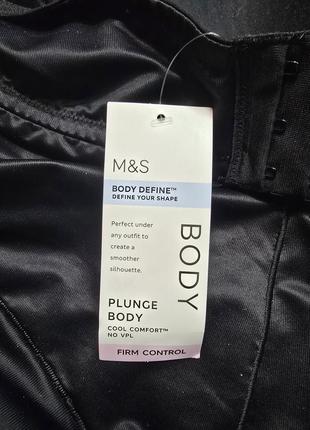 M&S
BODY DEFINE™
DEFINE YOUR SHAPE
Perfect under
any outfit to
create a
smoother
silhouette.
BODY
PLUNGE
BODY
COOL COMFORT™
NO VPL
FIRM CONTROL